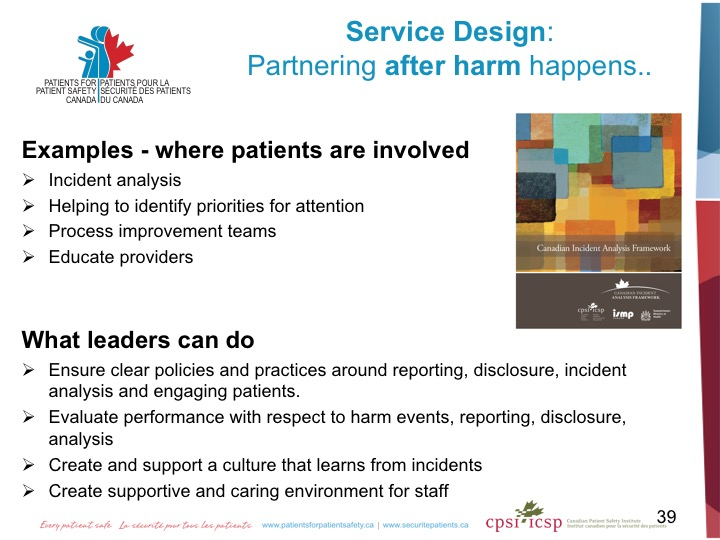 PATIENTS FOR PATIENTS POUR LA
PATIENT SAFETY SÉCURITÉ DES PATIENTS
CANADA DU CANADA
Service Design:
Partnering after harm happens..
Examples - where patients are involved
➢ Incident analysis
➢ Helping to identify priorities for attention
➢ Process improvement teams
➢ Educate providers
Canadian Incident Analysis Framework
CANADIAN INCIDENT
ANALYSIS FRAMEWORK
cpsi icsp
ismp
What leaders can do
➢ Ensure clear policies and practices around reporting, disclosure, incident
analysis and engaging patients.
➢ Evaluate performance with respect to harm events, reporting, disclosure,
analysis
➢ Create and support a culture that learns from incidents
➢ Create supportive and caring environment for staff
Every patient safe La sécurité pour tous les patients www.patientsforpatientsafety.ca | www.securitepatients.ca
cpsi icsp
Canadian Patient Safety Institute
Institut canadien pour la sécurité des patients
39